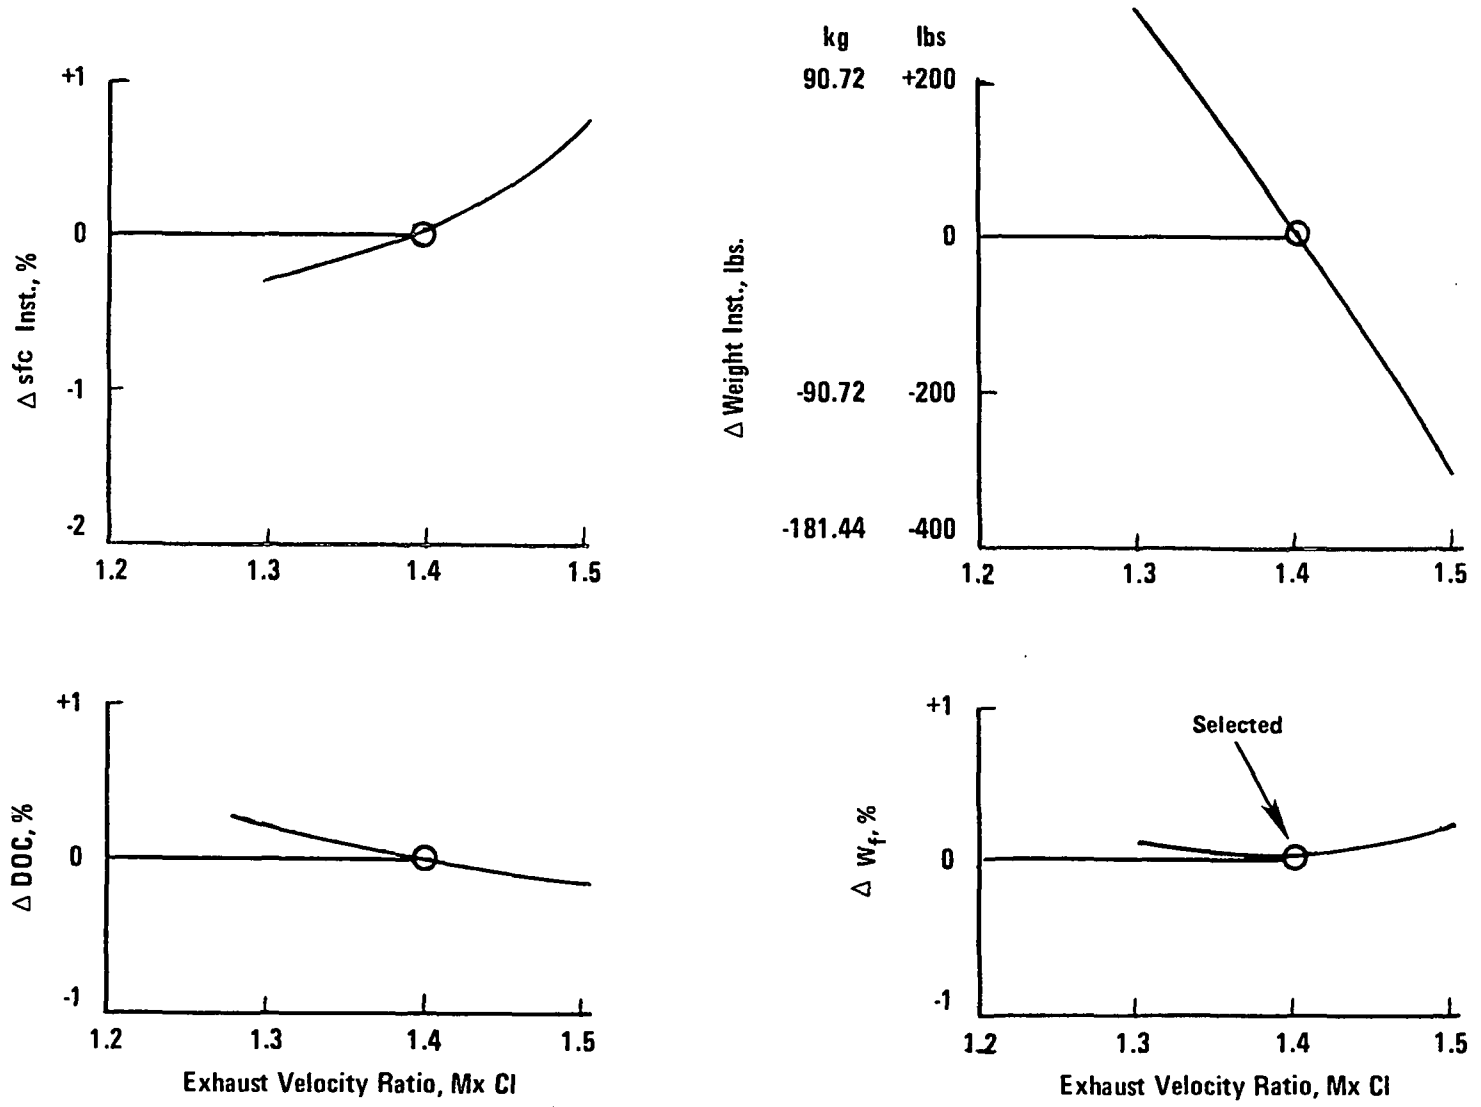 +1
0
-1
-2
Δ sfc Inst., %
1.2 1.3 1.4 1.5
kg lbs
90.72 +200
0
-90.72 -200
-181.44 -400
Δ Weight Inst., lbs.
1.2 1.3 1.4 1.5
+1
0
-1
Δ DOC, %
1.2 1.3 1.4 1.5
Exhaust Velocity Ratio, Mx Cl
+1
0
-1
Δ Wf, %
Selected
1.2 1.3 1.4 1.5
Exhaust Velocity Ratio, Mx Cl